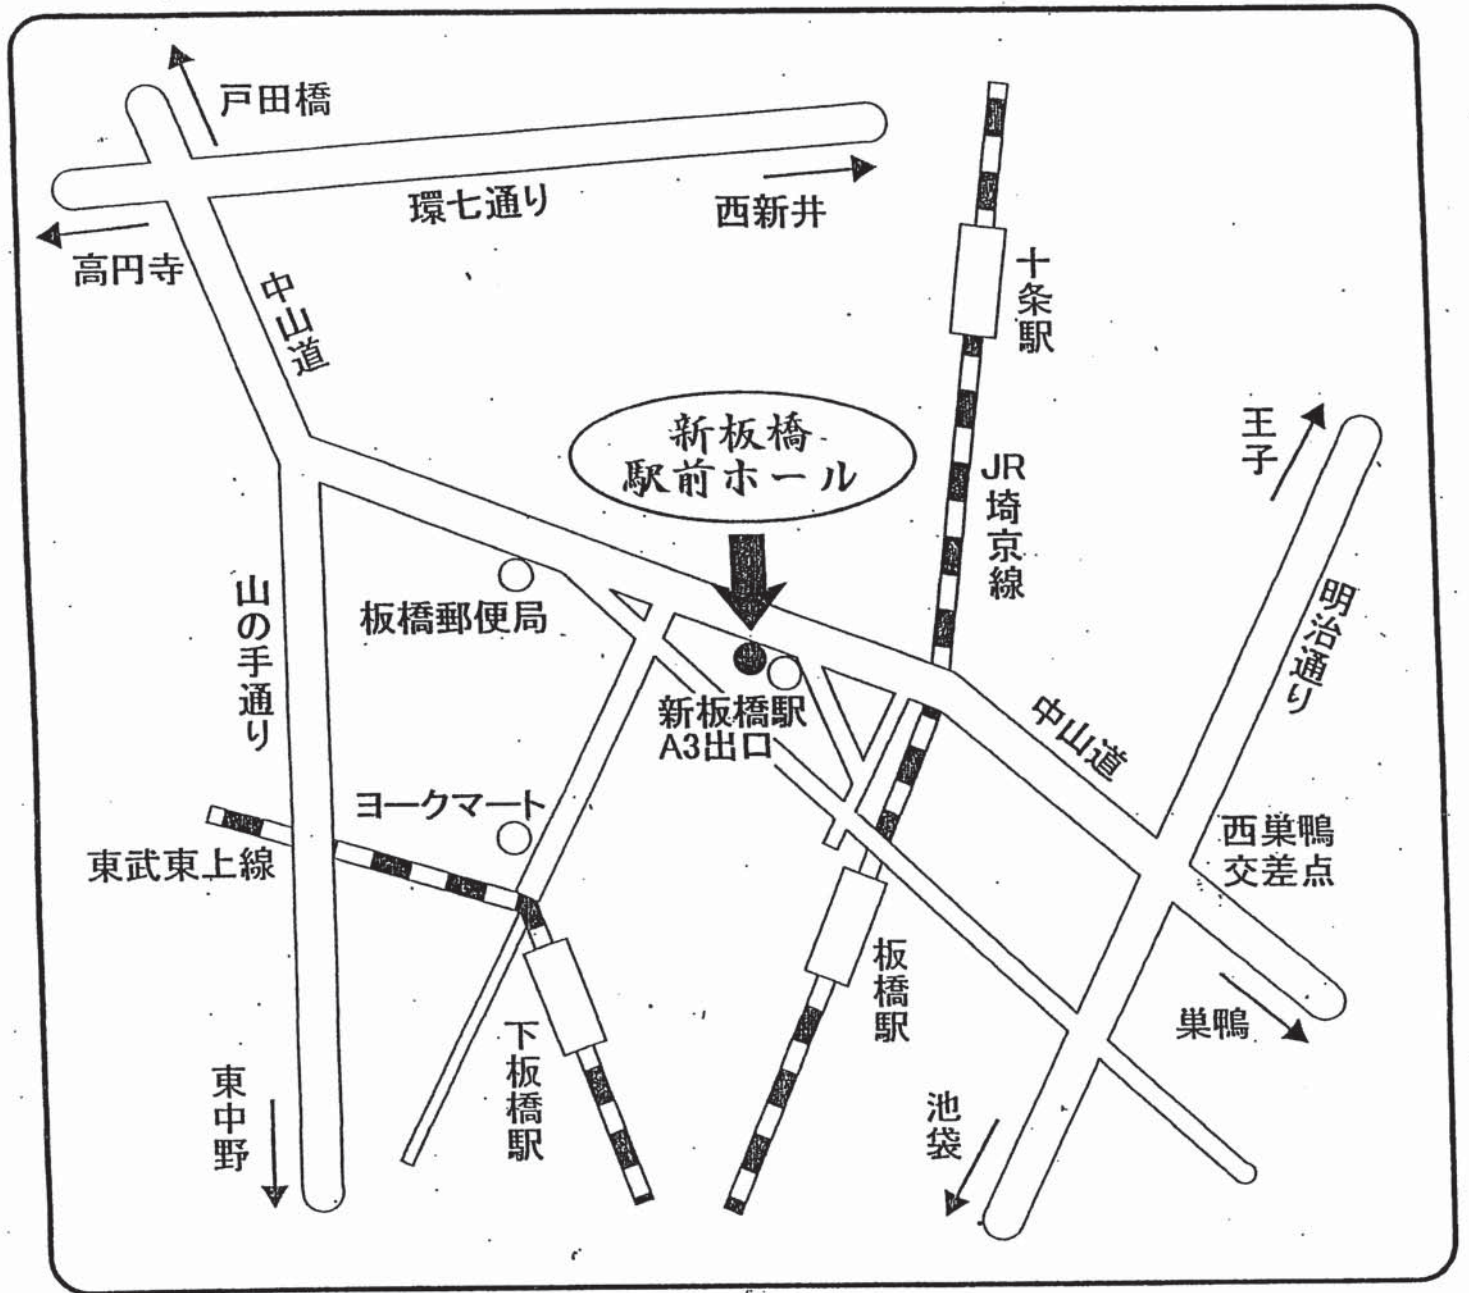 戸田橋
環七通り
西新井
高円寺
中山道
十条駅
新板橋
駅前ホール
王子
JR埼京線
板橋郵便局
山の手通り
明治通り
新板橋駅
A3出口
中山道
ヨークマート
東武東上線
西巣鴨
交差点
板橋駅
巣鴨
下板橋駅
東中野
池袋